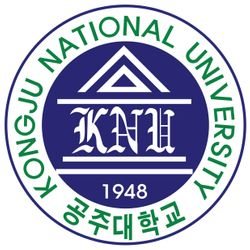 KONGJU NATIONAL UNIVERSITY
KNU
1948
공주대학교